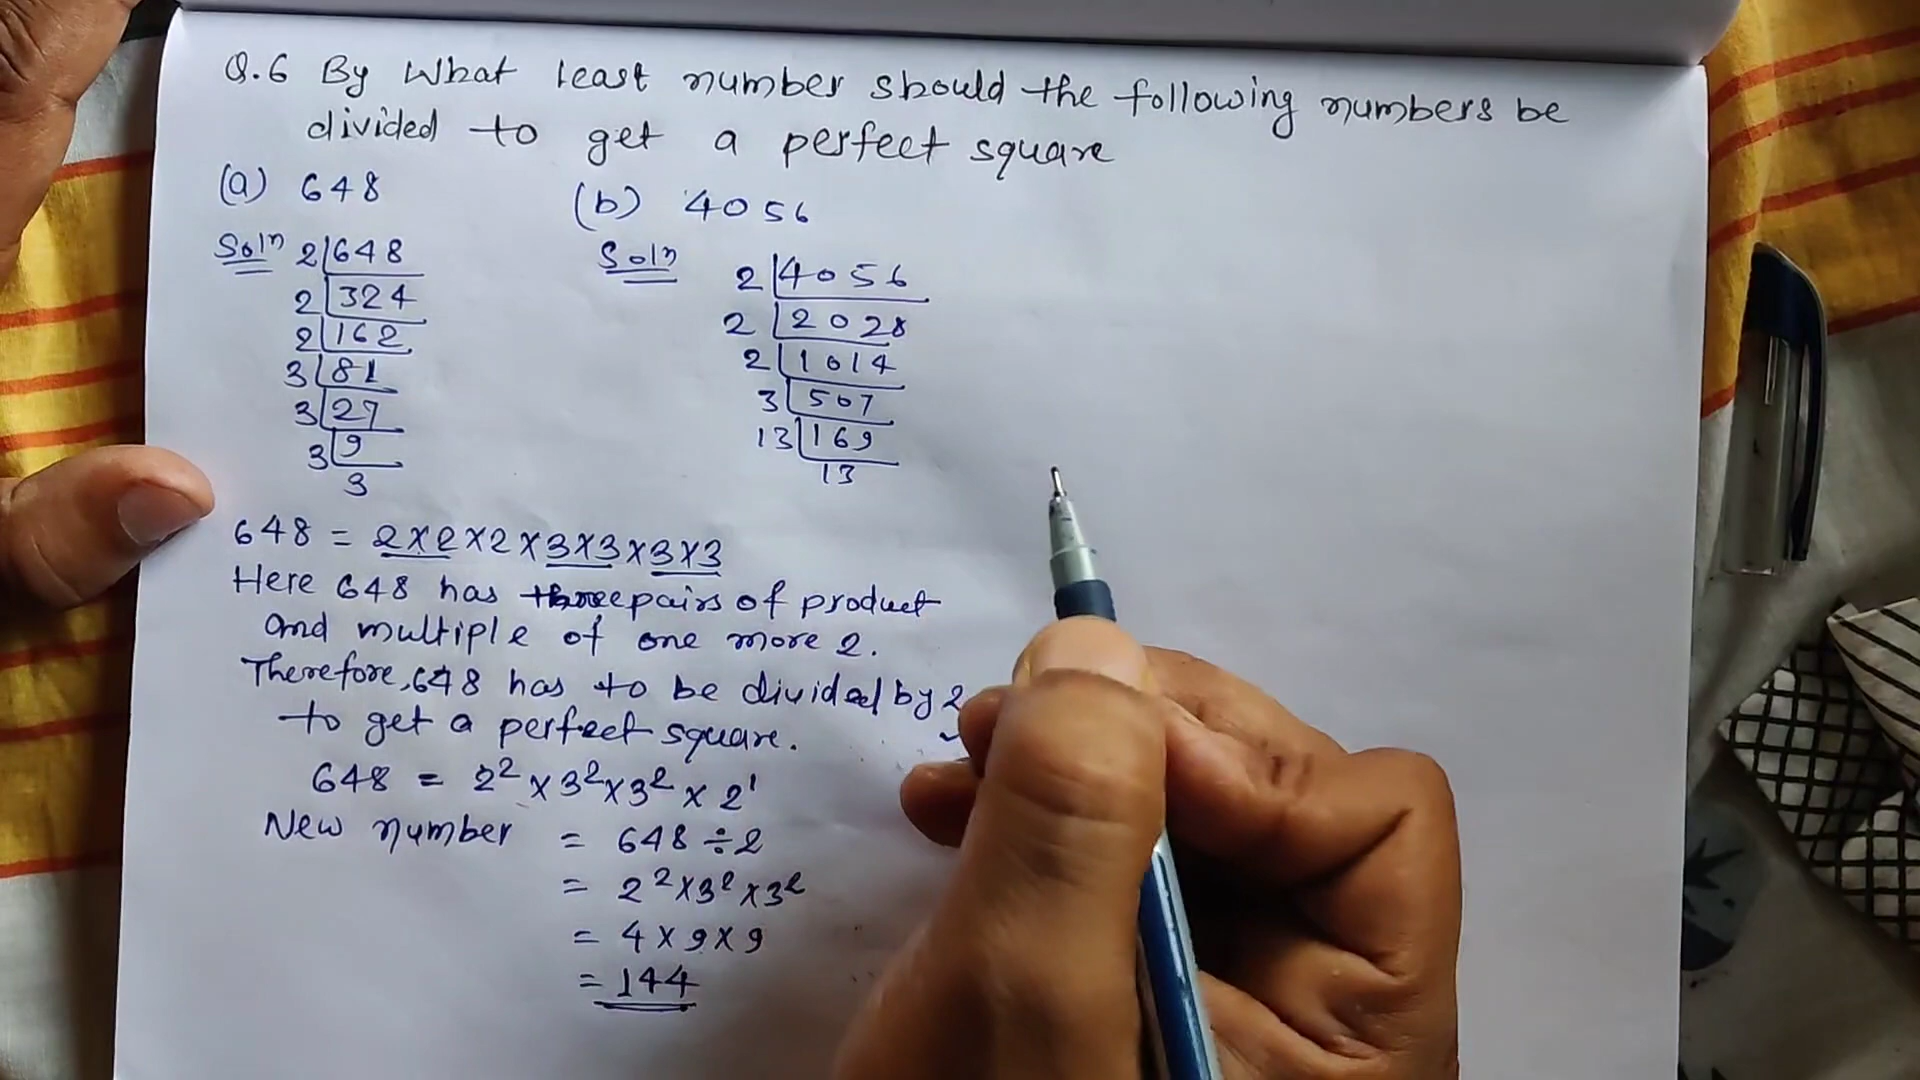 Q.6 By What least number should the following numbers be
divided to get a perfect square
(a) 648
(b) 4056
Soln
2 648
2 324
2 162
3 81
3 27
3 9
3
Soln
2 4056
2 2028
2 1014
3 507
13 169
13
648 = 2×2×2×3×3×3×3
Here 648 has three pairs of product
and multiple of one more 2.
Therefore, 648 has to be divided by 2
to get a perfect square.
648 = 2² × 3² × 3² × 2¹
New number = 648 ÷ 2
= 2² × 3² × 3²
= 4 × 9 × 9
= 144